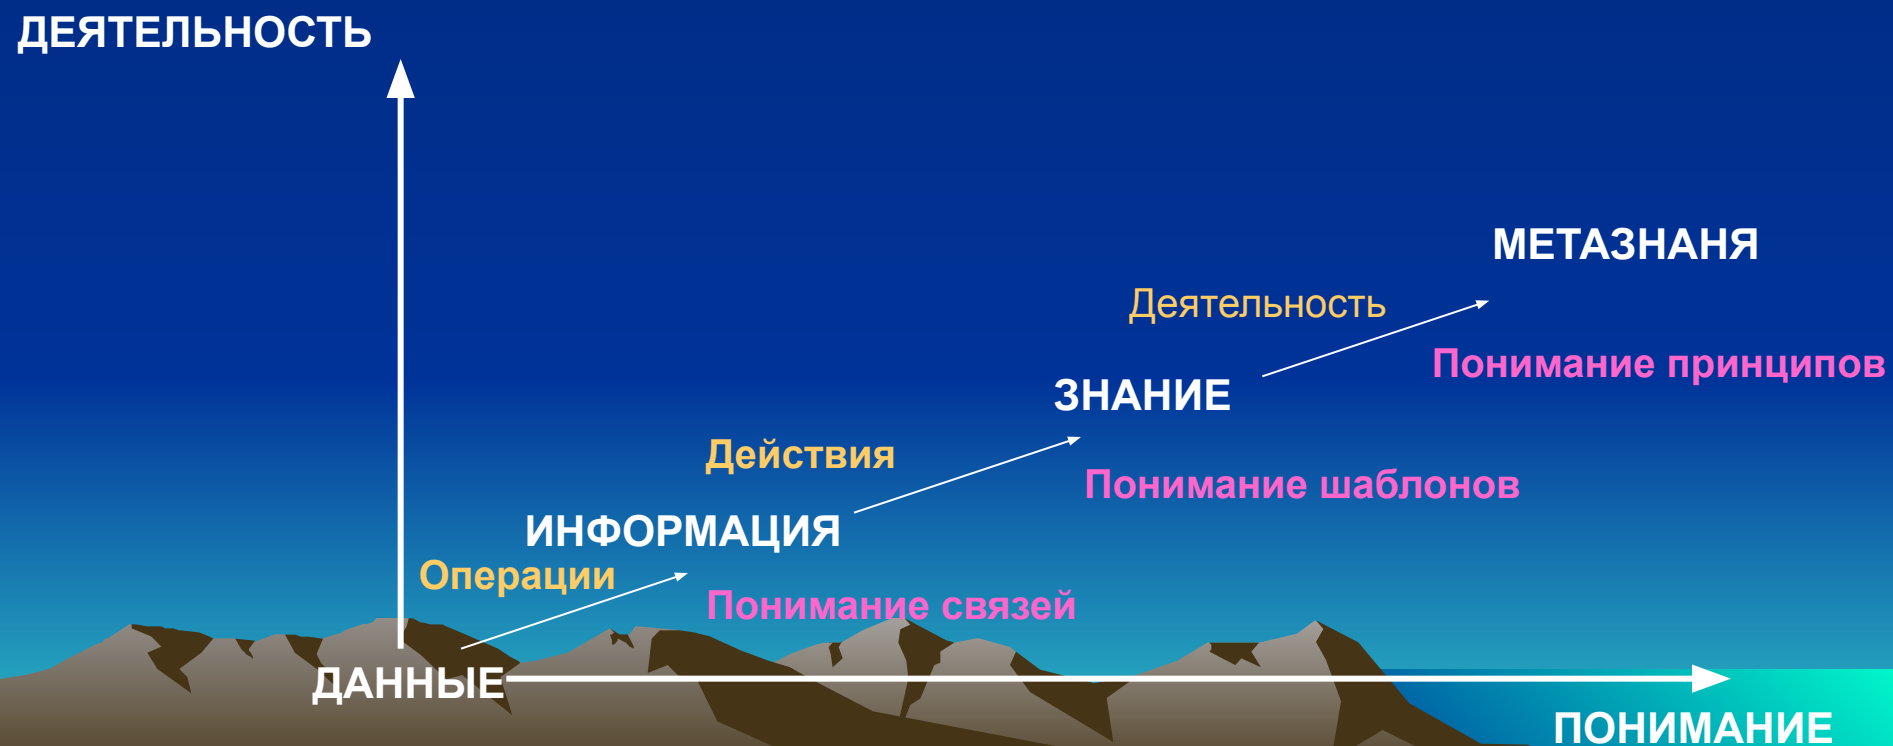 ДЕЯТЕЛЬНОСТЬ
МЕТАЗНАНЯ
Деятельность
Понимание принципов
ЗНАНИЕ
Действия
Понимание шаблонов
ИНФОРМАЦИЯ
Операции
Понимание связей
ДАННЫЕ
ПОНИМАНИЕ